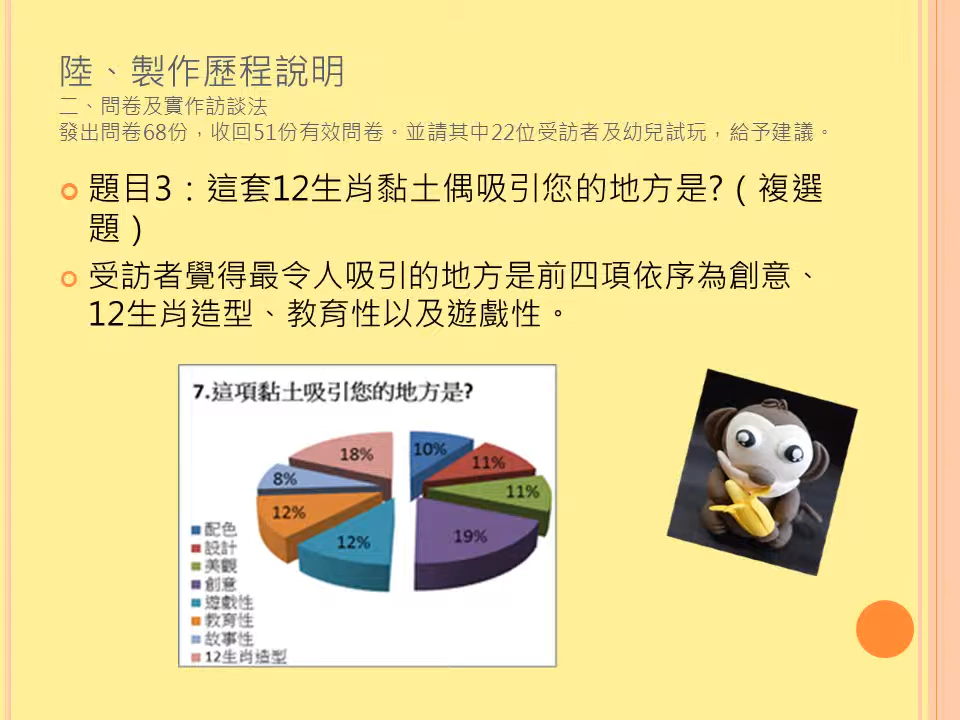 陸、製作歷程說明
二、問卷及實作訪談法
發出問卷68份，收回51份有效問卷。並請其中22位受訪者及幼兒試玩，給予建議。
題目3：這套12生肖黏土偶吸引您的地方是?（複選
題）
受訪者覺得最令人吸引的地方是前四項依序為創意、
12生肖造型、教育性以及遊戲性。
7.這項黏土吸引您的地方是?
18%
10%
11%
8%
11%
12%
12%
19%
配色
設計
美觀
創意
遊戲性
教育性
故事性
12生肖造型